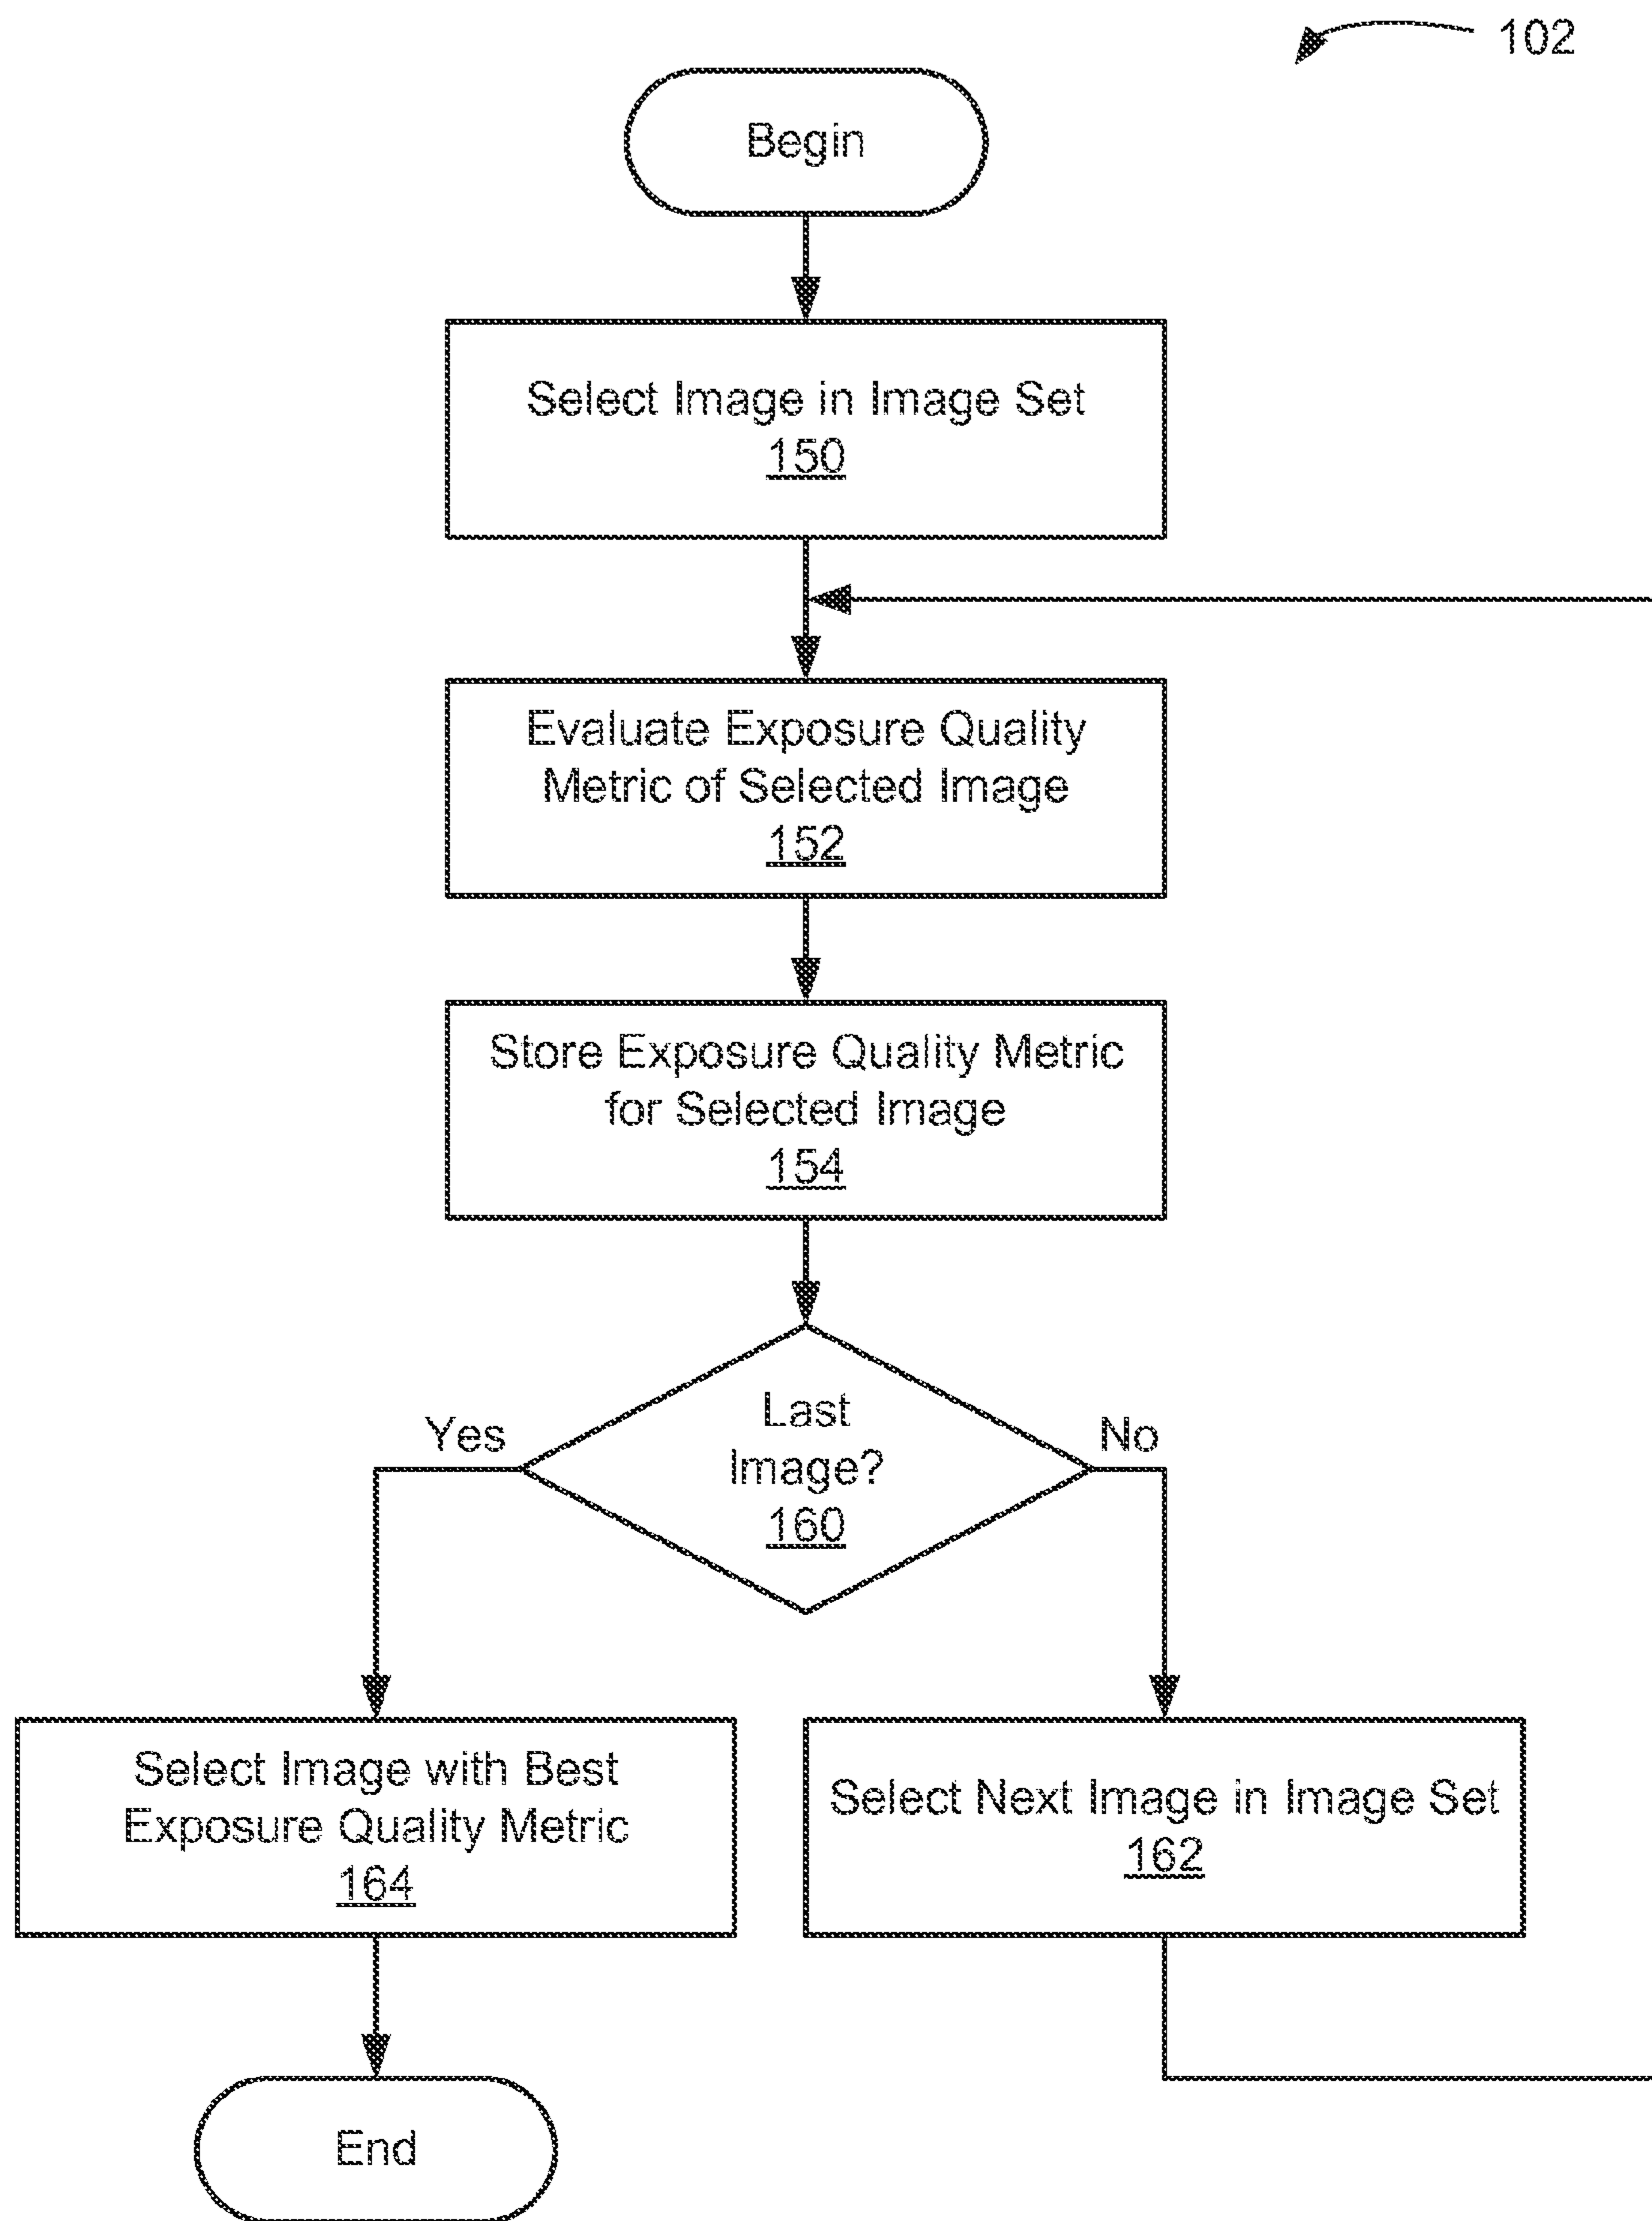 102
Begin
Select Image in Image Set
150
Evaluate Exposure Quality
Metric of Selected Image
152
Store Exposure Quality Metric
for Selected Image
154
Last
Image?
160
Yes
No
Select Image with Best
Exposure Quality Metric
164
Select Next Image in Image Set
162
End